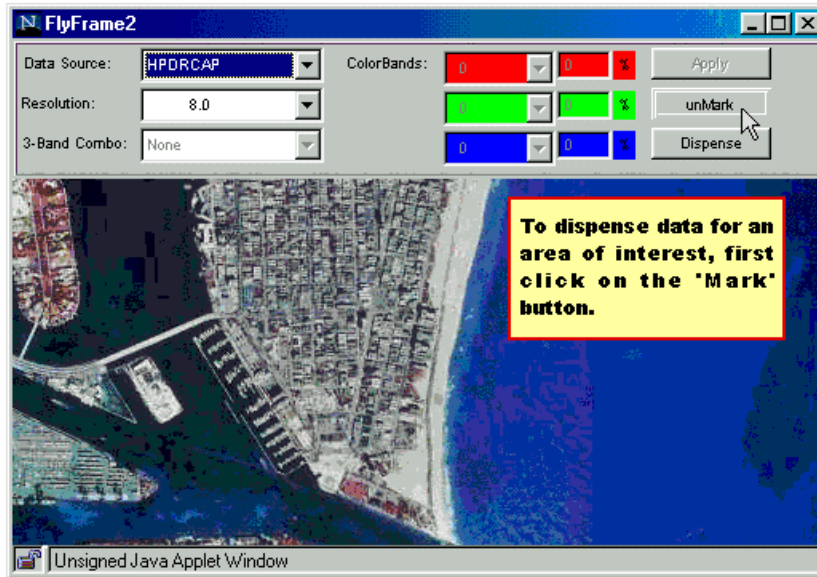 FlyFrame2
Data Source: HPDRCAP ColorBands: 0 0 % Apply
Resolution: 8.0 0 0 % unMark
3-Band Combo: None 0 0 % Dispense
To dispense data for an
area of interest, first
click on the 'Mark'
button.
Unsigned Java Applet Window